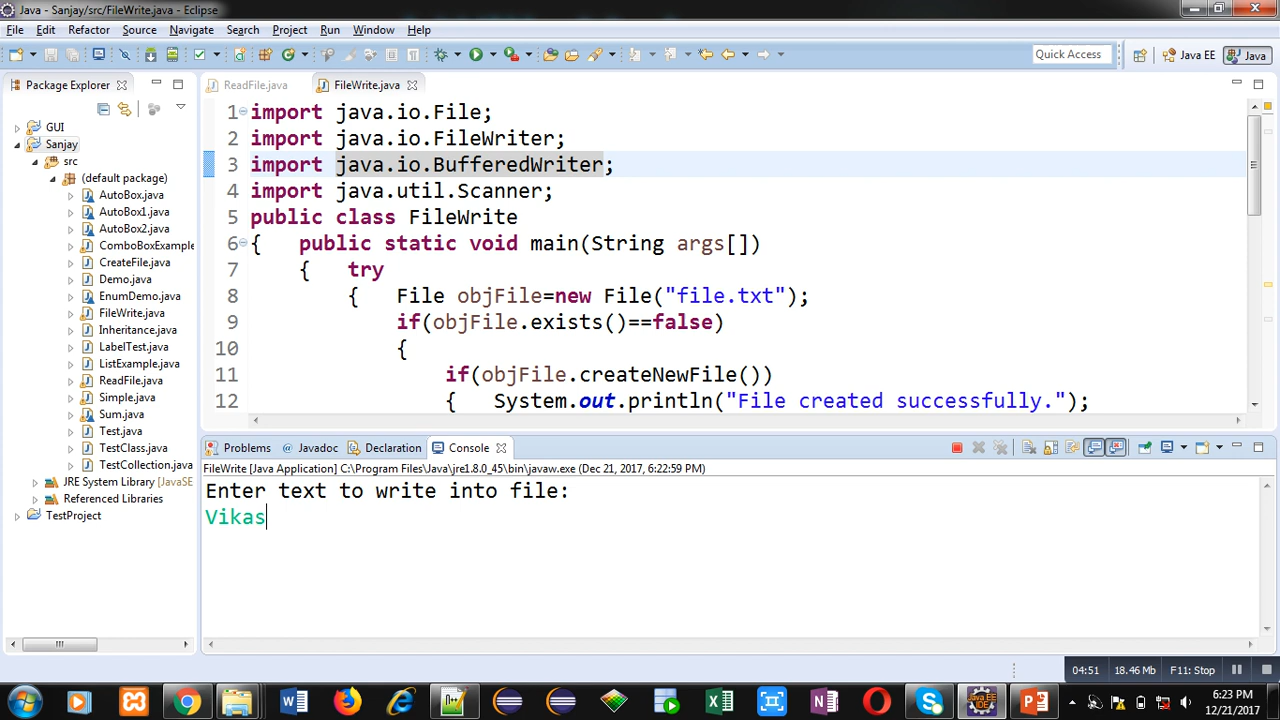 Java - Sanjay/src/FileWrite.java - Eclipse
File Edit Refactor Source Navigate Search Project Run Window Help
Quick Access Java EE Java
Package Explorer
ReadFile.java FileWrite.java
GUI
Sanjay
src
(default package)
AutoBox.java
AutoBox1.java
AutoBox2.java
ComboBoxExample
CreateFile.java
Demo.java
EnumDemo.java
FileWrite.java
Inheritance.java
LabelTest.java
ListExample.java
ReadFile.java
Simple.java
Sum.java
Test.java
TestClass.java
TestCollection.java
JRE System Library [JavaSE
Referenced Libraries
TestProject
1 import java.io.File;
2 import java.io.FileWriter;
3 import java.io.BufferedWriter;
4 import java.util.Scanner;
5 public class FileWrite
6 { public static void main(String args[])
7 { try
8 { File objFile=new File("file.txt");
9 if(objFile.exists()==false)
10 {
11 if(objFile.createNewFile())
12 { System.out.println("File created successfully.");
Problems Javadoc Declaration Console
FileWrite [Java Application] C:\Program Files\Java\jre1.8.0_45\bin\javaw.exe (Dec 21, 2017, 6:22:59 PM)
Enter text to write into file:
Vikas
04:51 18.46 Mb F11: Stop
6:23 PM
12/21/2017